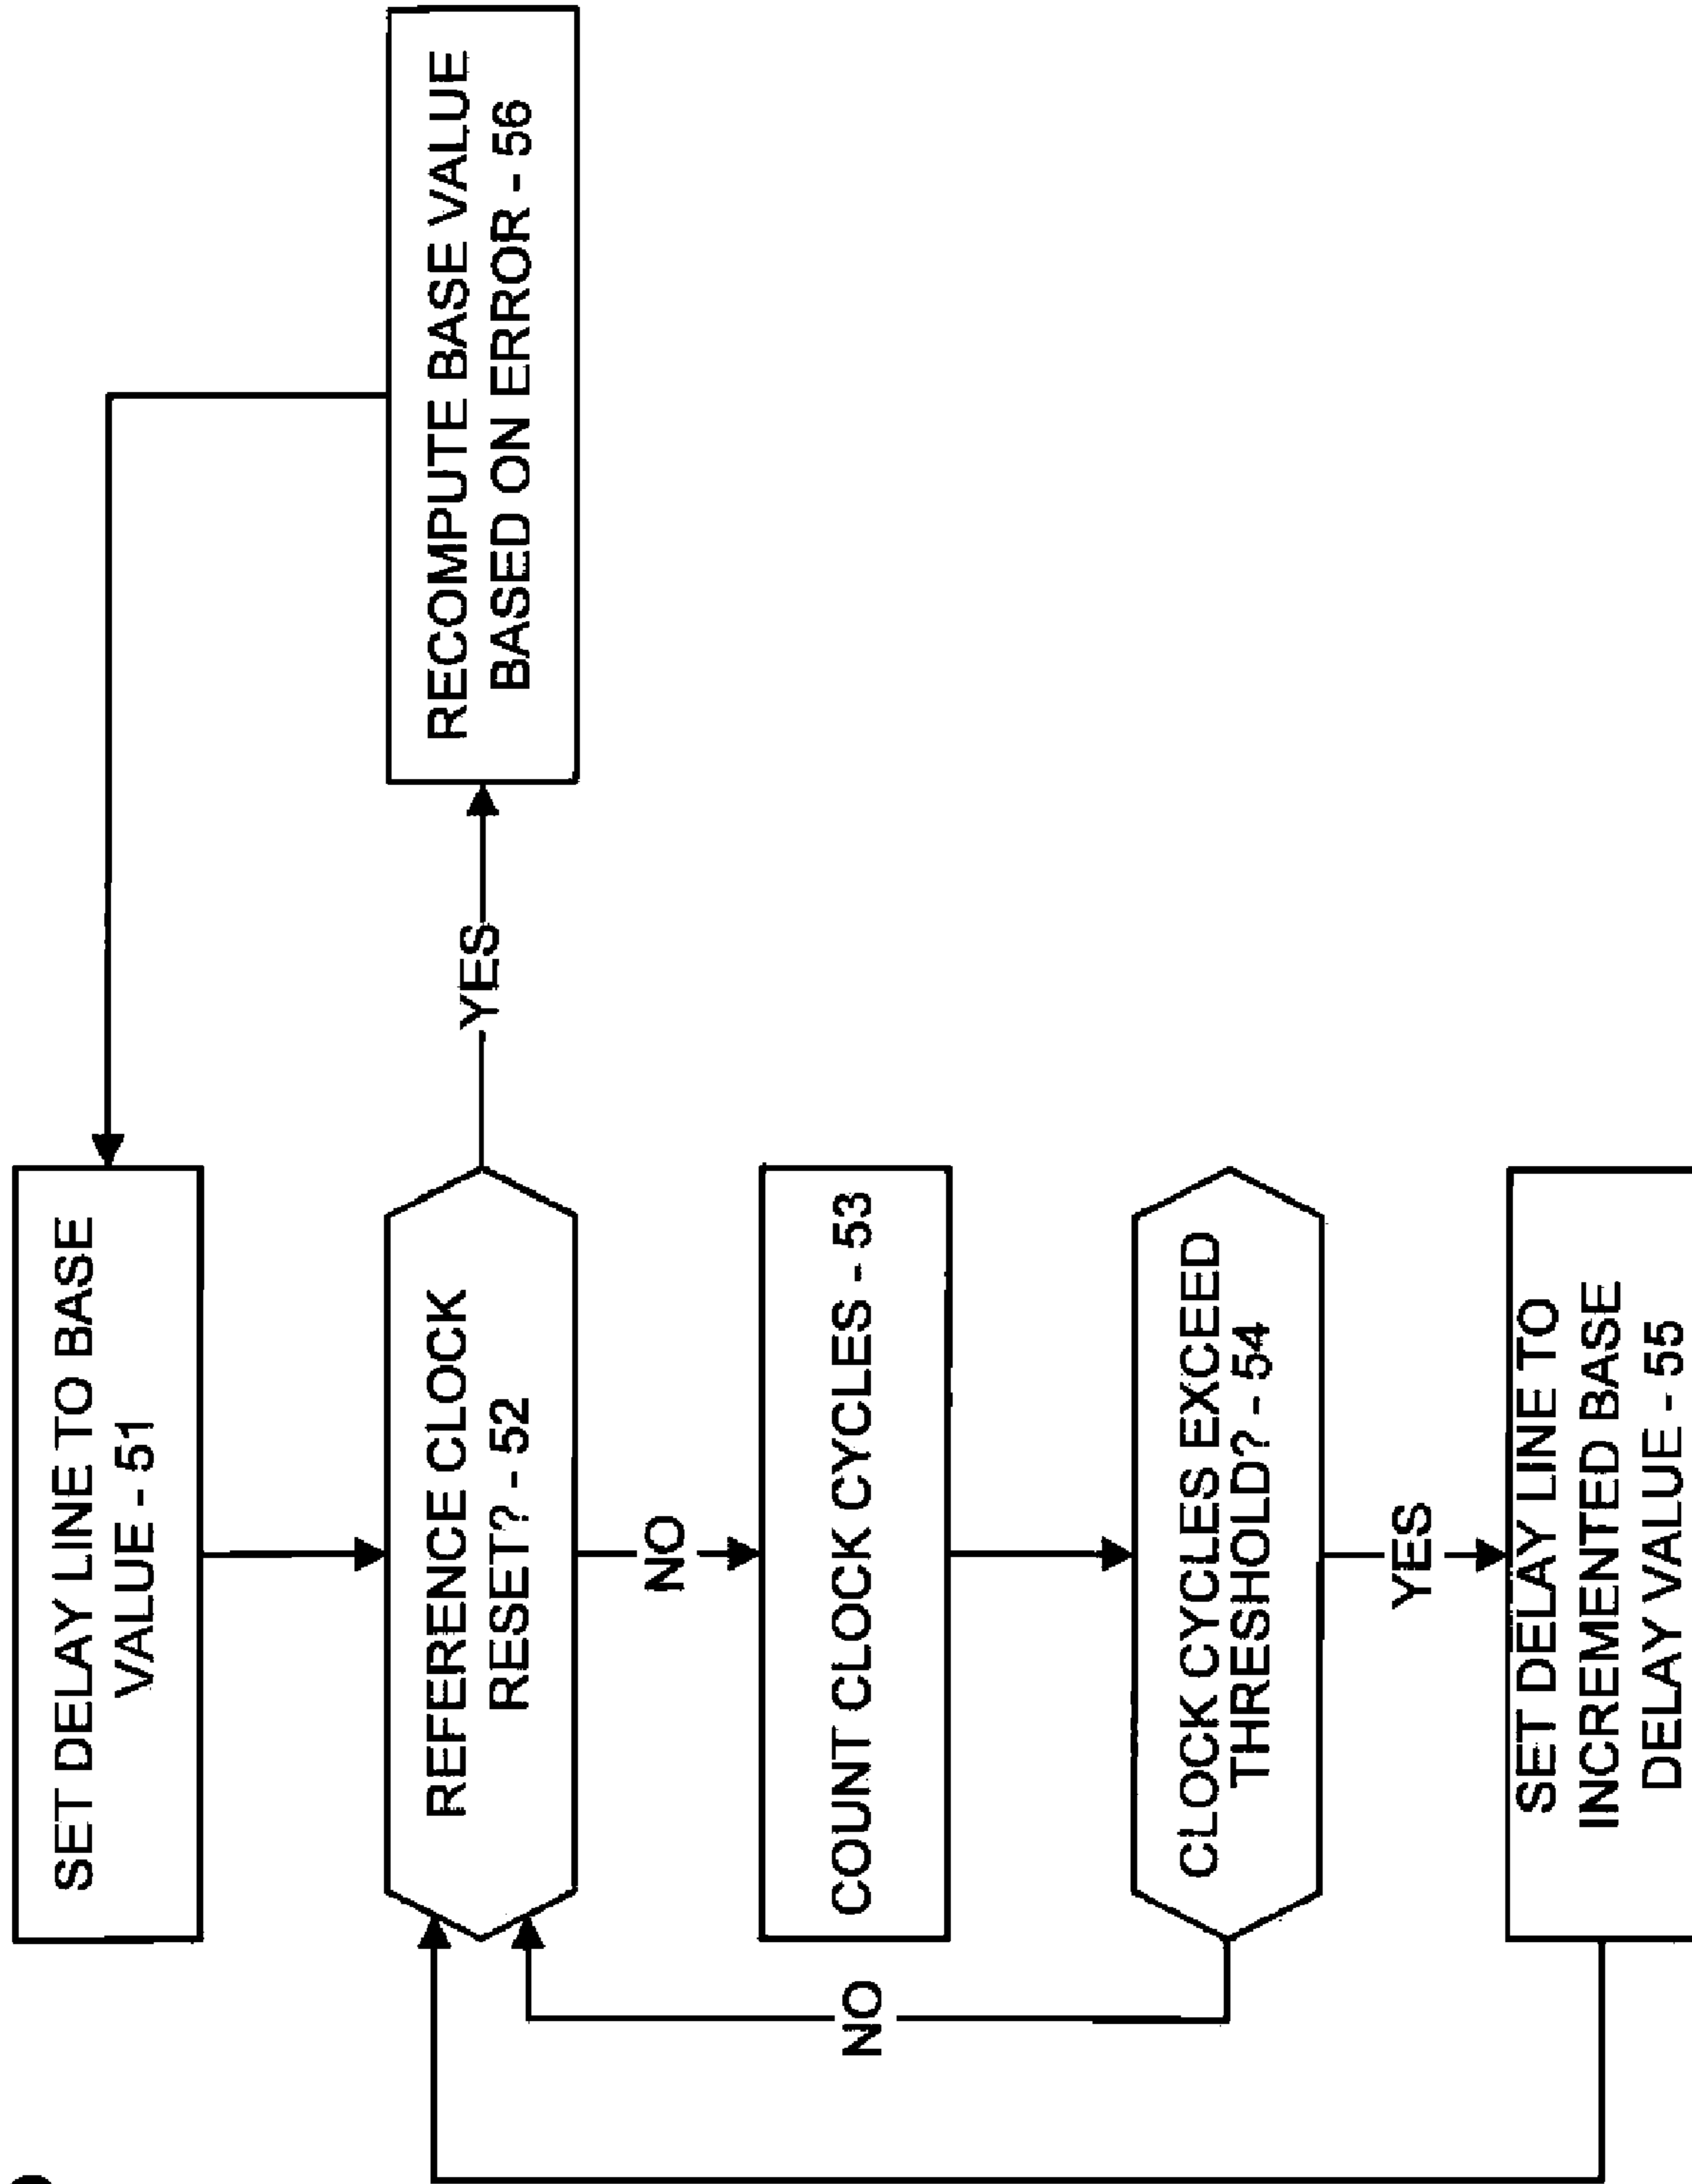 SET DELAY LINE TO BASE
VALUE - 51
REFERENCE CLOCK
RESET? - 52
YES
RECOMPUTE BASE VALUE
BASED ON ERROR - 56
NO
COUNT CLOCK CYCLES - 53
NO
CLOCK CYCLES EXCEED
THRESHOLD? - 54
YES
SET DELAY LINE TO
INCREMENTED BASE
DELAY VALUE - 55